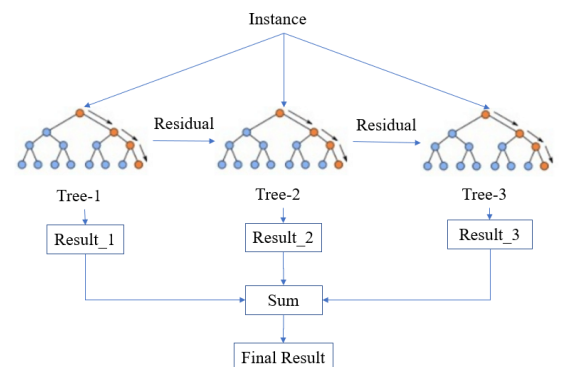 Instance
Residual
Residual
Tree-1
Tree-2
Tree-3
Result_1
Result_2
Result_3
Sum
Final Result